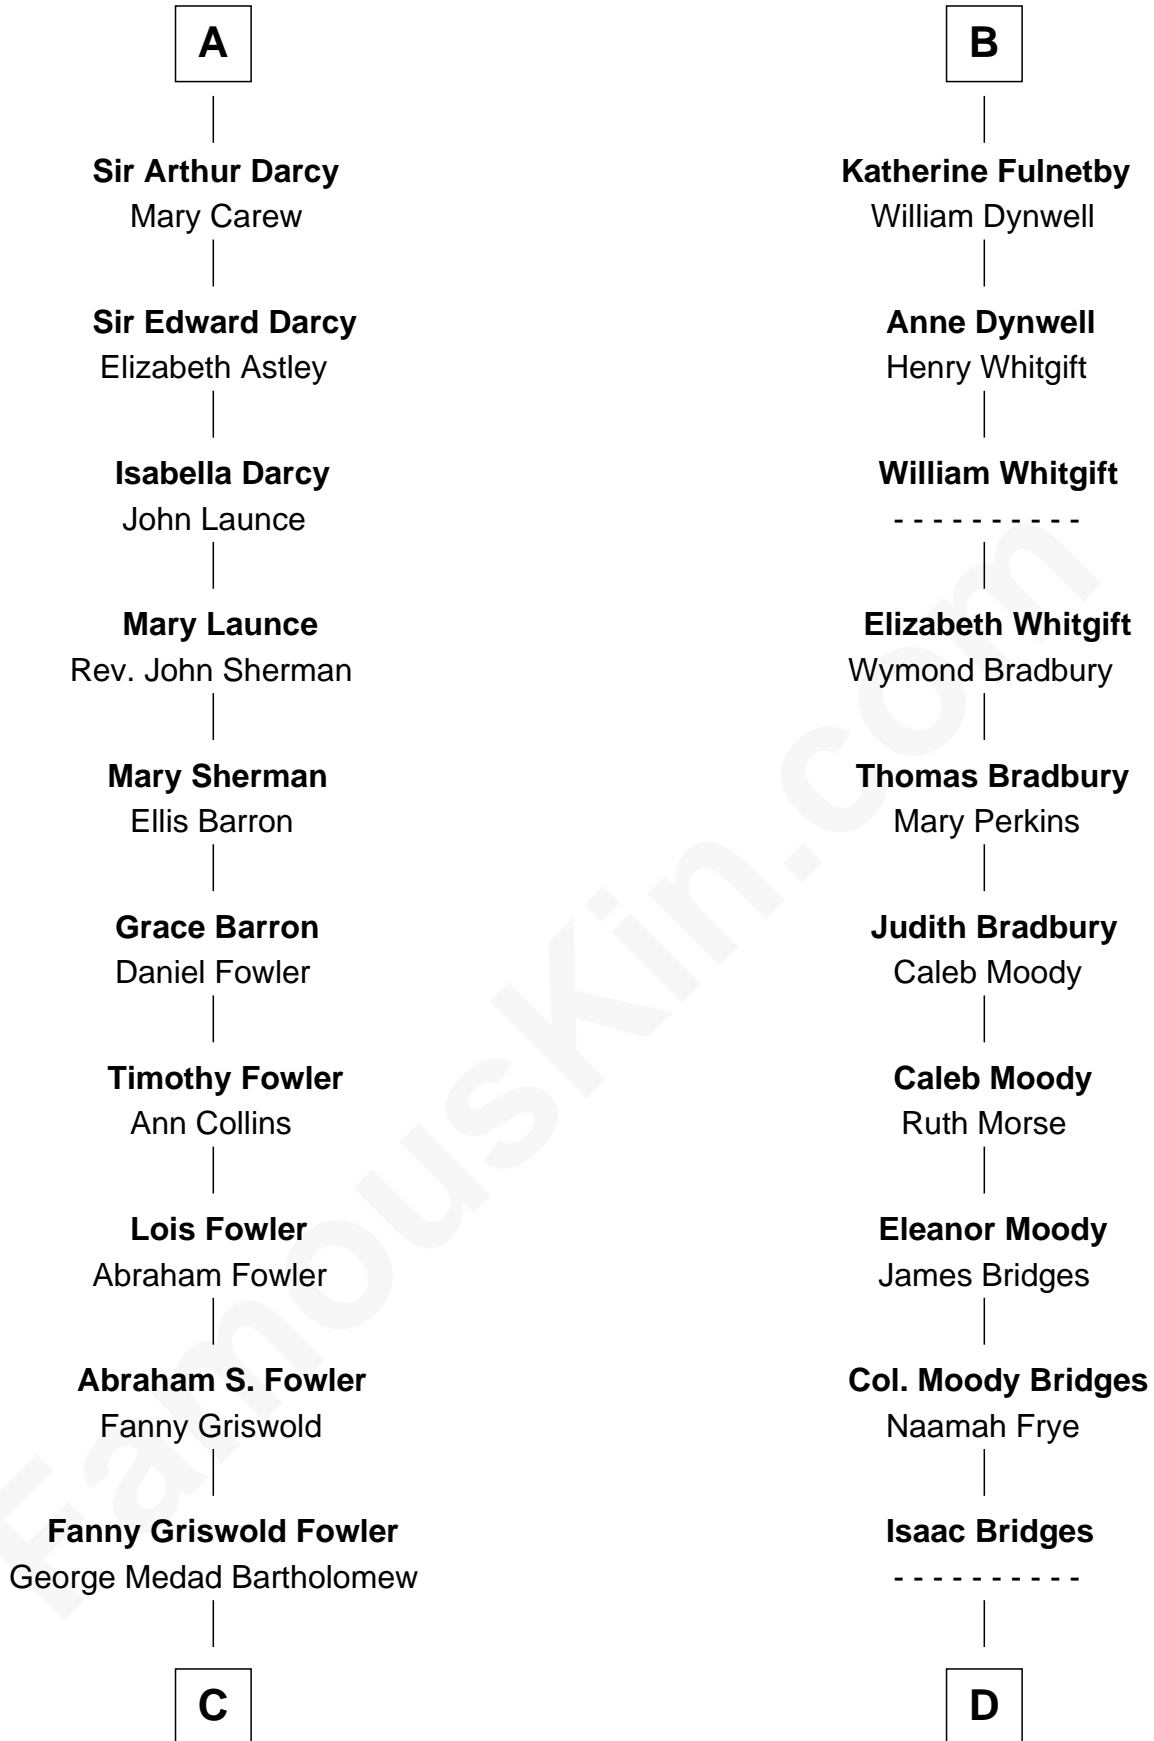 A
Sir Arthur Darcy
Mary Carew
Sir Edward Darcy
Elizabeth Astley
Isabella Darcy
John Launce
Mary Launce
Rev. John Sherman
Mary Sherman
Ellis Barron
Grace Barron
Daniel Fowler
Timothy Fowler
Ann Collins
Lois Fowler
Abraham Fowler
Abraham S. Fowler
Fanny Griswold
Fanny Griswold Fowler
George Medad Bartholomew
C
B
Katherine Fulnetby
William Dynwell
Anne Dynwell
Henry Whitgift
William Whitgift
- - - - - - - - - -
Elizabeth Whitgift
Wymond Bradbury
Thomas Bradbury
Mary Perkins
Judith Bradbury
Caleb Moody
Caleb Moody
Ruth Morse
Eleanor Moody
James Bridges
Col. Moody Bridges
Naamah Frye
Isaac Bridges
- - - - - - - - - -
D
FamousKin.com